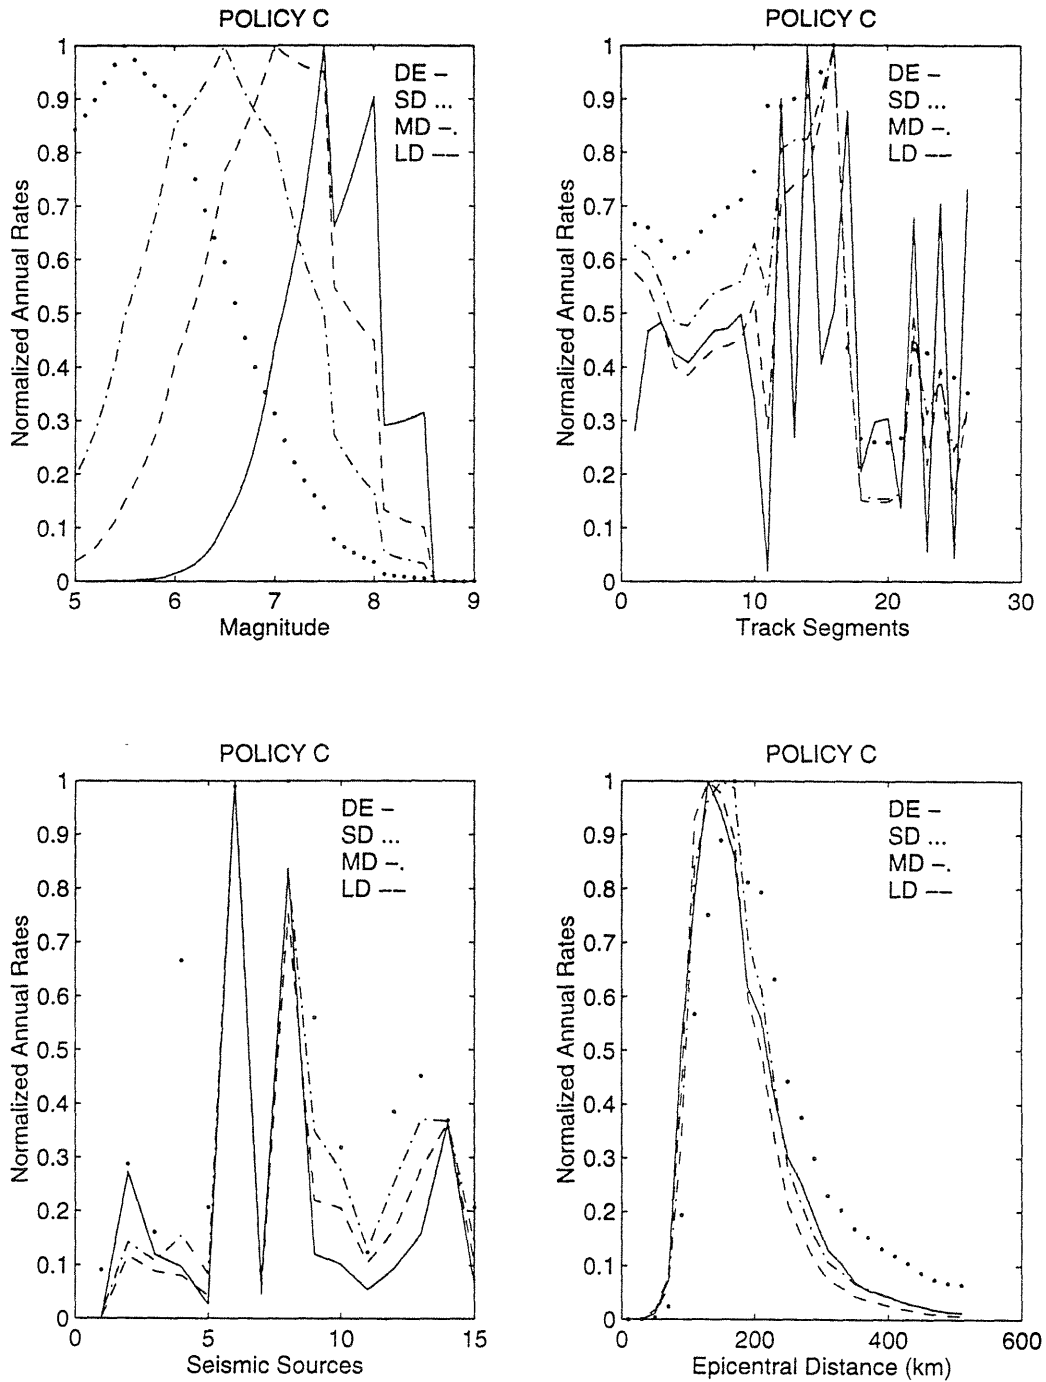 POLICY C
1
0.9
0.8
0.7
0.6
0.5
0.4
0.3
0.2
0.1
0
Normalized Annual Rates
DE –
SD ...
MD –.
LD ––
5 6 7 8 9
Magnitude
POLICY C
1
0.9
0.8
0.7
0.6
0.5
0.4
0.3
0.2
0.1
0
Normalized Annual Rates
DE –
SD ...
MD –.
LD ––
0 10 20 30
Track Segments
POLICY C
1
0.9
0.8
0.7
0.6
0.5
0.4
0.3
0.2
0.1
0
Normalized Annual Rates
DE –
SD ...
MD –.
LD ––
0 5 10 15
Seismic Sources
POLICY C
1
0.9
0.8
0.7
0.6
0.5
0.4
0.3
0.2
0.1
0
Normalized Annual Rates
DE –
SD ...
MD –.
LD ––
0 200 400 600
Epicentral Distance (km)